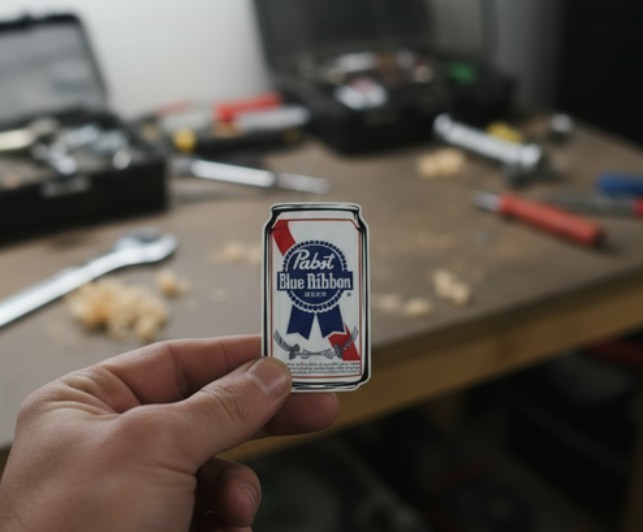 Pabst
Blue Ribbon
BEER
®